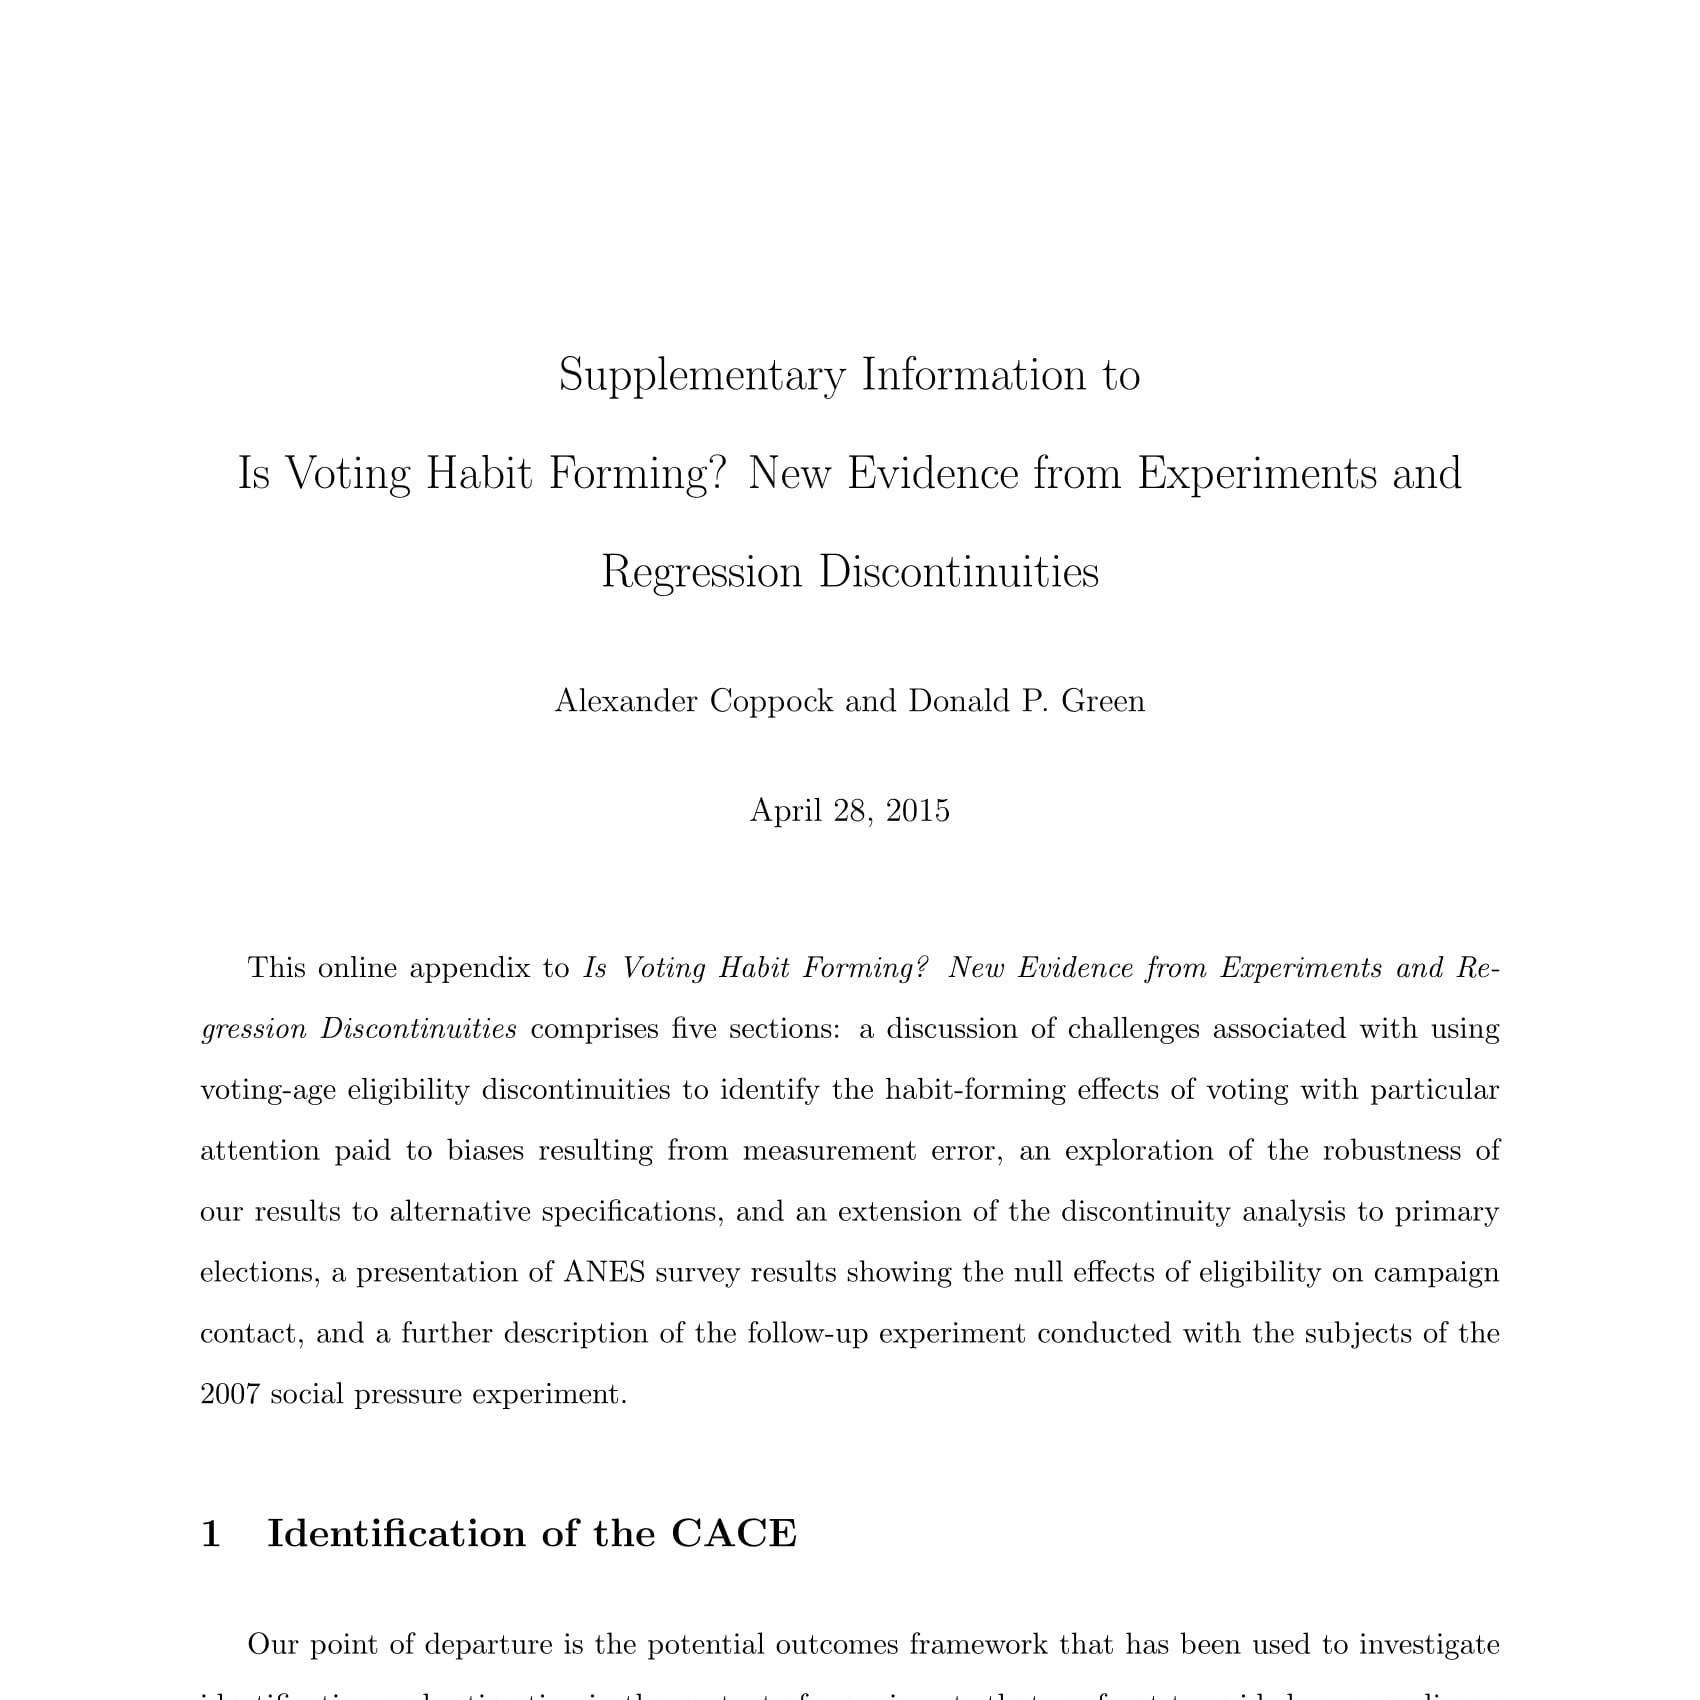 Supplementary Information to
Is Voting Habit Forming? New Evidence from Experiments and
Regression Discontinuities
Alexander Coppock and Donald P. Green
April 28, 2015
This online appendix to Is Voting Habit Forming? New Evidence from Experiments and Re-
gression Discontinuities comprises five sections: a discussion of challenges associated with using
voting-age eligibility discontinuities to identify the habit-forming effects of voting with particular
attention paid to biases resulting from measurement error, an exploration of the robustness of
our results to alternative specifications, and an extension of the discontinuity analysis to primary
elections, a presentation of ANES survey results showing the null effects of eligibility on campaign
contact, and a further description of the follow-up experiment conducted with the subjects of the
2007 social pressure experiment.
1 Identification of the CACE
Our point of departure is the potential outcomes framework that has been used to investigate